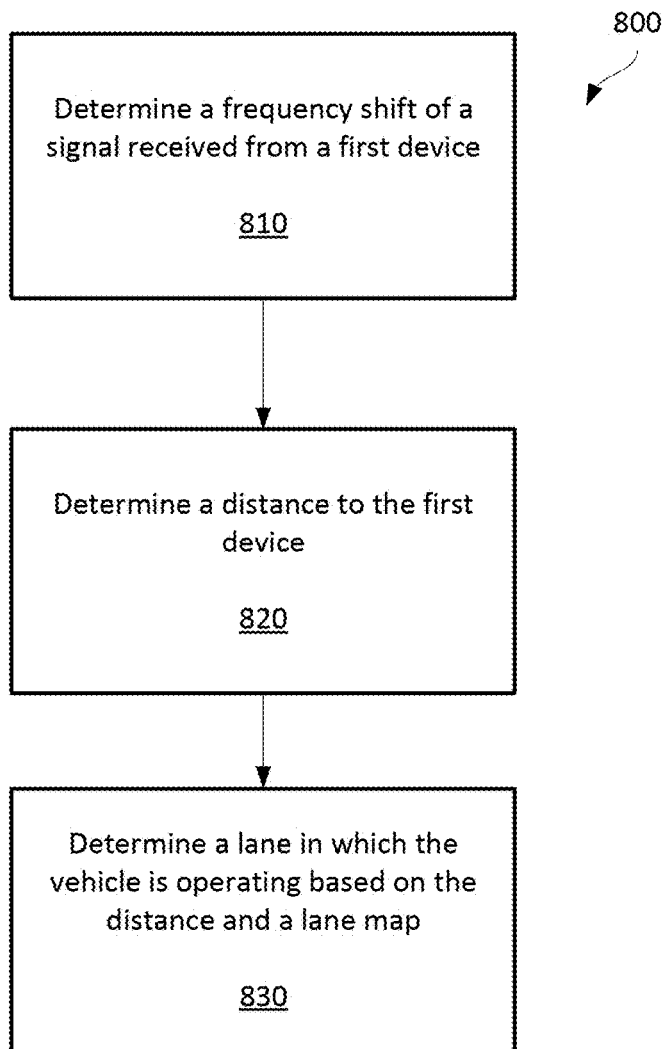 800
Determine a frequency shift of a
signal received from a first device
810
Determine a distance to the first
device
820
Determine a lane in which the
vehicle is operating based on the
distance and a lane map
830